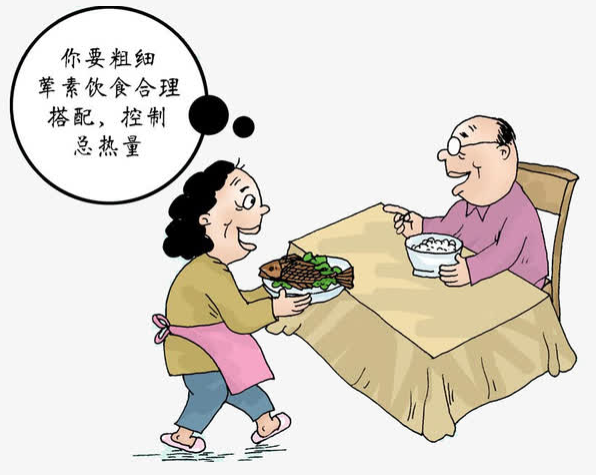 你要粗细
荤素饮食合理
搭配，控制
总热量